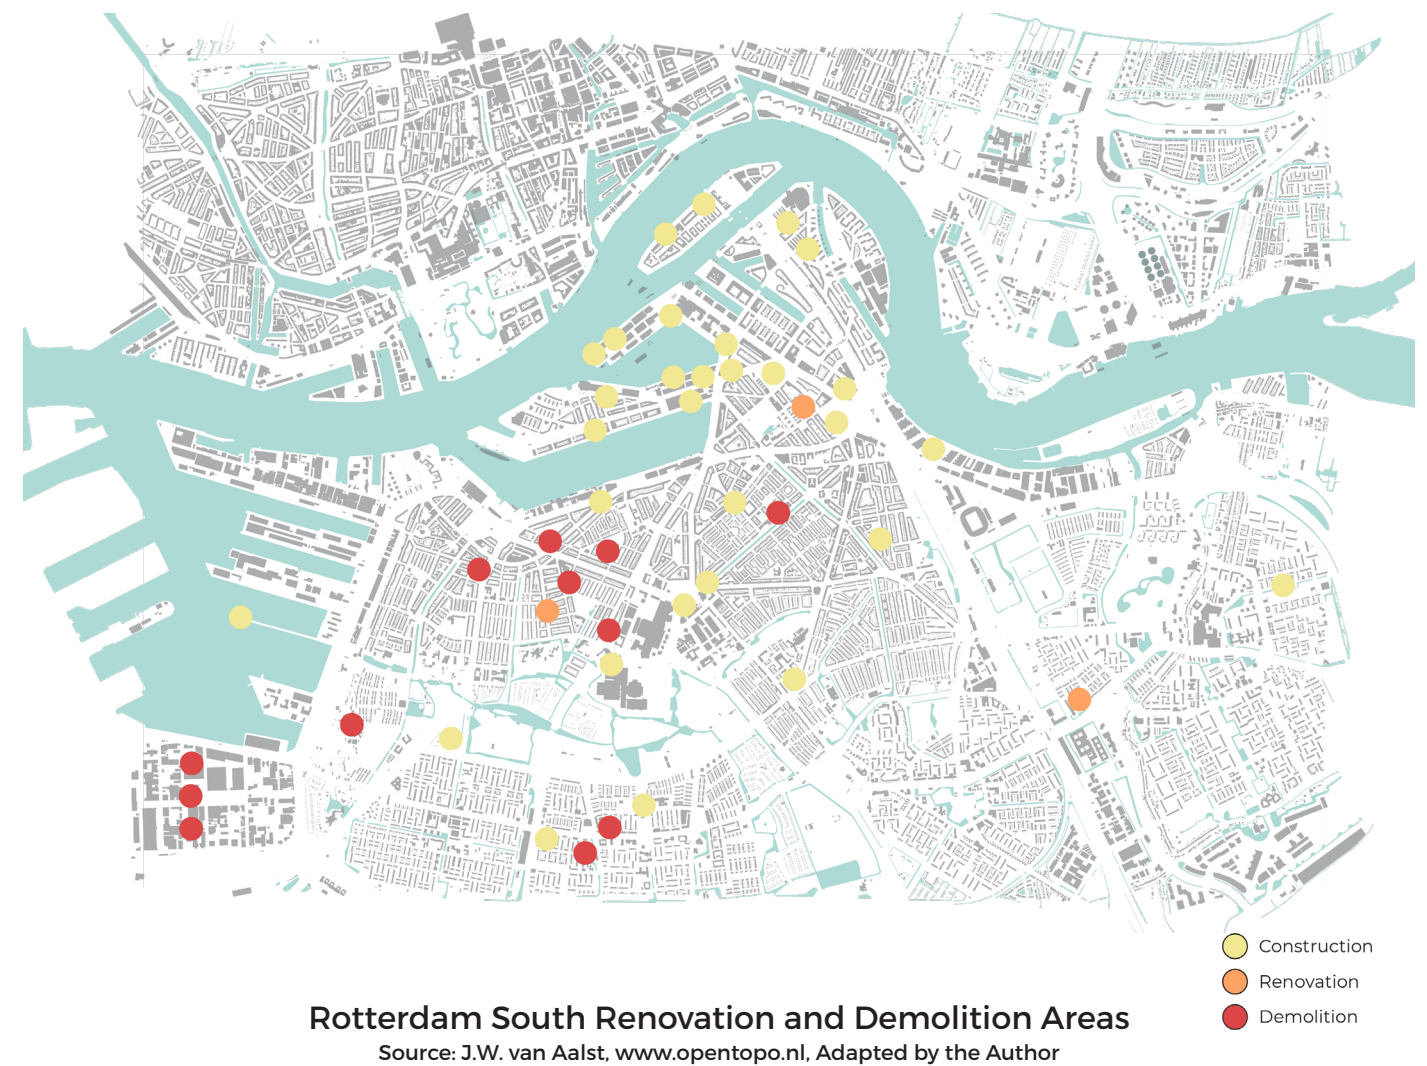 Construction
Renovation
Demolition
Rotterdam South Renovation and Demolition Areas
Source: J.W. van Aalst, www.opentopo.nl, Adapted by the Author